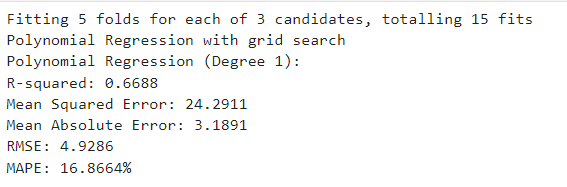 Fitting 5 folds for each of 3 candidates, totalling 15 fits
Polynomial Regression with grid search
Polynomial Regression (Degree 1):
R-squared: 0.6688
Mean Squared Error: 24.2911
Mean Absolute Error: 3.1891
RMSE: 4.9286
MAPE: 16.8664%